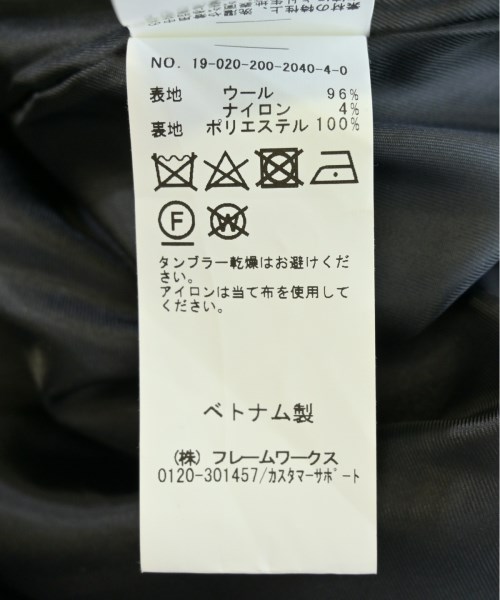 NO. 19-020-200-2040-4-0
表地 ウール 96%
ナイロン 4%
裏地 ポリエステル 100%
F W
タンブラー乾燥はお避けくだ
さい。
アイロンは当て布を使用して
ください。
ベトナム製
(株) フレームワークス
0120-301457/カスタマーサポート